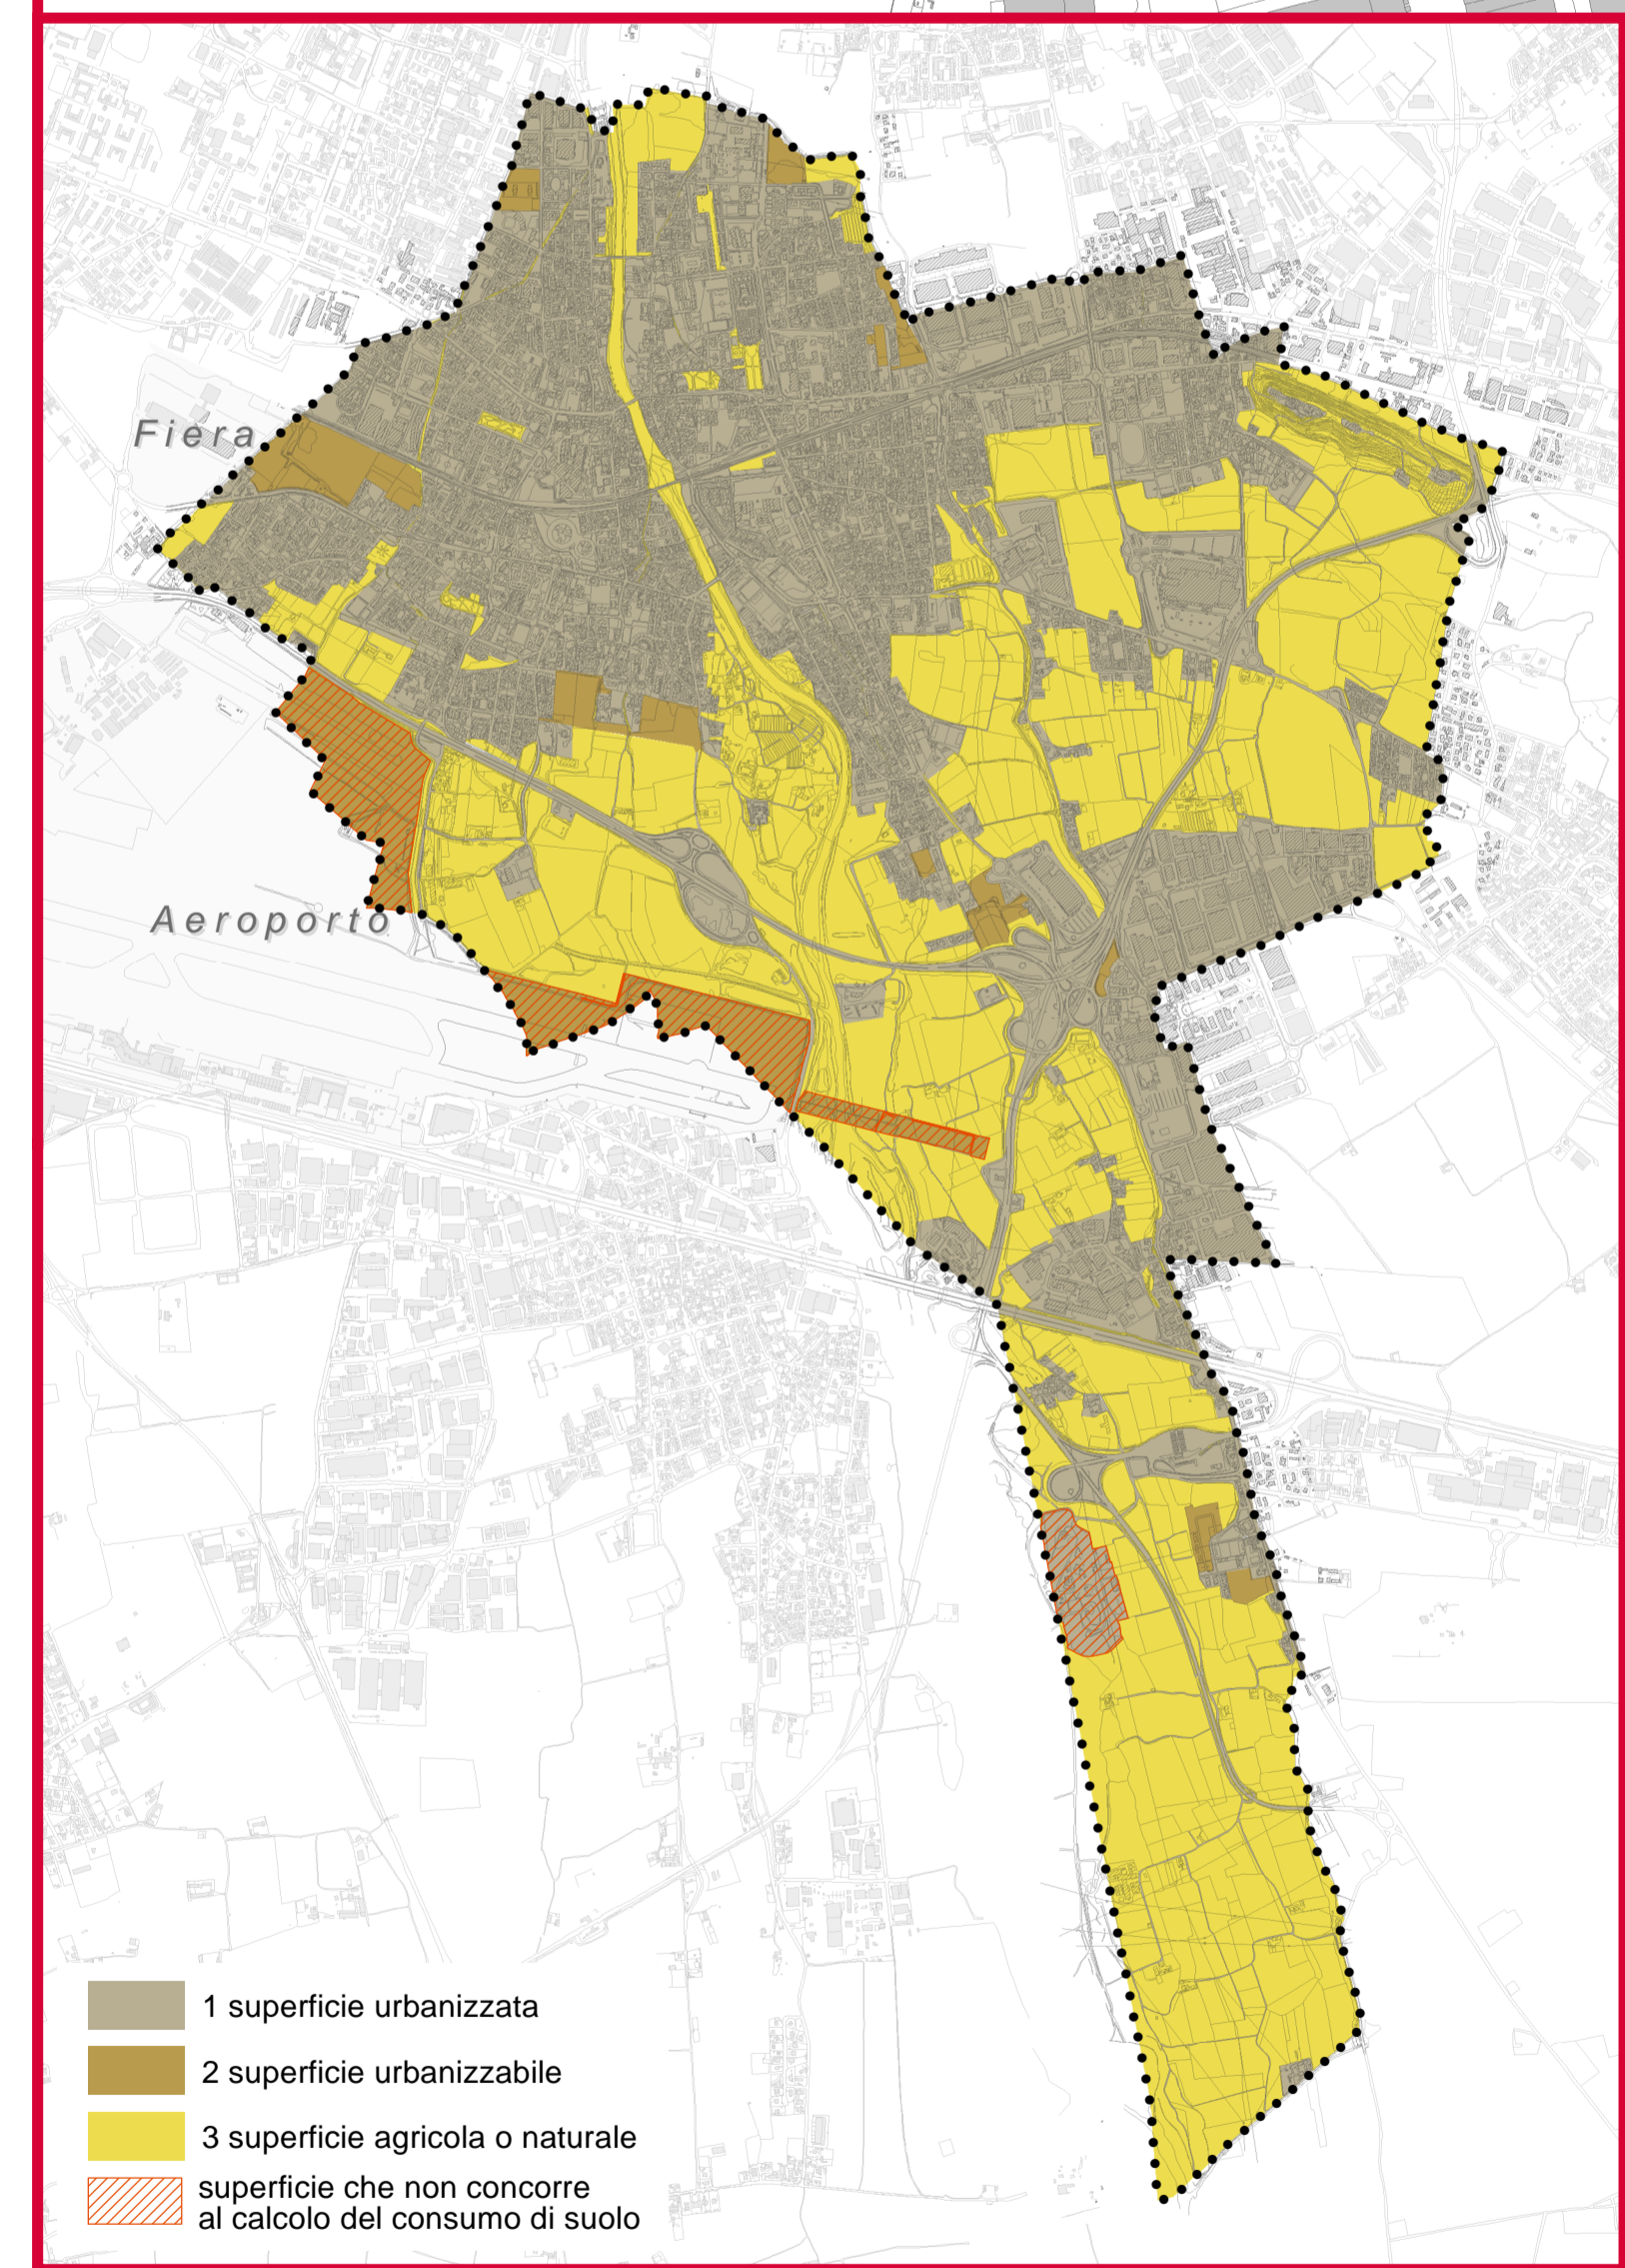 Fiera
Aeroporto
1 superficie urbanizzata
2 superficie urbanizzabile
3 superficie agricola o naturale
superficie che non concorre
al calcolo del consumo di suolo